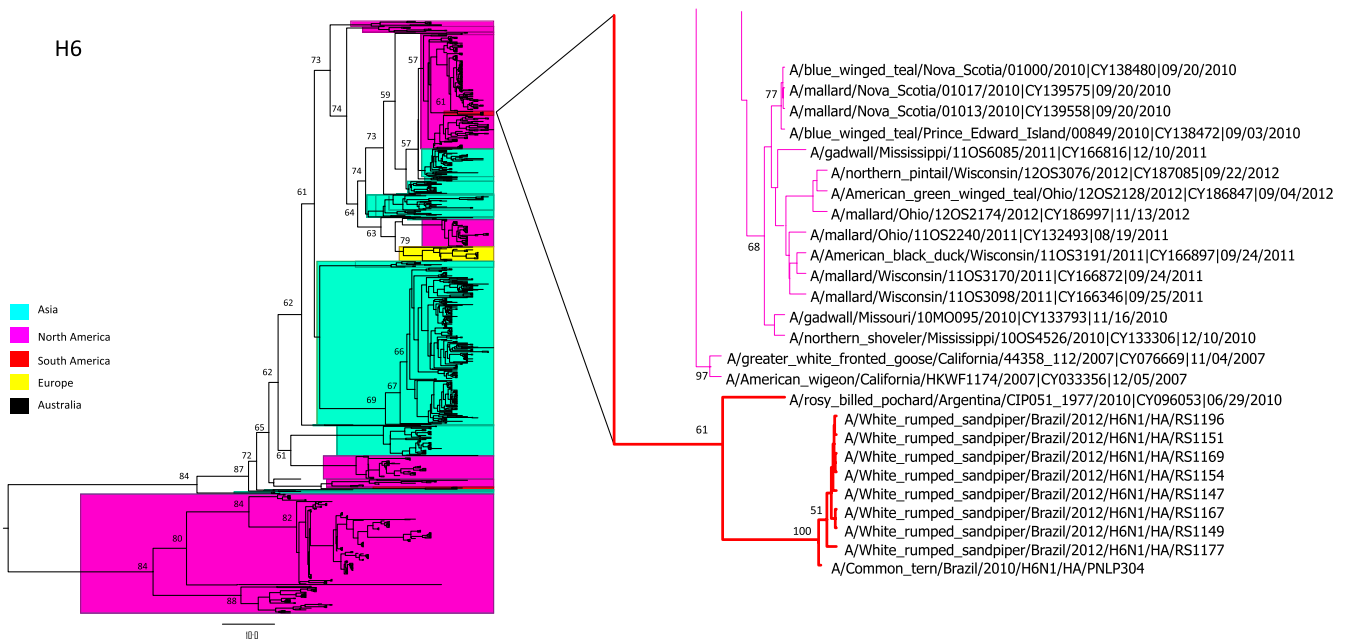 H6
73
57
61
74
59
73
57
74
64
63
79
61
62
66
67
69
62
65
61
72
87
84
84
82
80
84
88
Asia
North America
South America
Europe
Australia
A/blue_winged_teal/Nova_Scotia/01000/2010|CY138480|09/20/2010
77
A/mallard/Nova_Scotia/01017/2010|CY139575|09/20/2010
A/mallard/Nova_Scotia/01013/2010|CY139558|09/20/2010
A/blue_winged_teal/Prince_Edward_Island/00849/2010|CY138472|09/03/2010
A/gadwall/Mississippi/11OS6085/2011|CY166816|12/10/2011
A/northern_pintail/Wisconsin/12OS3076/2012|CY187085|09/22/2012
A/American_green_winged_teal/Ohio/12OS2128/2012|CY186847|09/04/2012
A/mallard/Ohio/12OS2174/2012|CY186997|11/13/2012
A/mallard/Ohio/11OS2240/2011|CY132493|08/19/2011
68
A/American_black_duck/Wisconsin/11OS3191/2011|CY166897|09/24/2011
A/mallard/Wisconsin/11OS3170/2011|CY166872|09/24/2011
A/mallard/Wisconsin/11OS3098/2011|CY166346|09/25/2011
A/gadwall/Missouri/10MO095/2010|CY133793|11/16/2010
A/northern_shoveler/Mississippi/10OS4526/2010|CY133306|12/10/2010
A/greater_white_fronted_goose/California/44358_112/2007|CY076669|11/04/2007
97
A/American_wigeon/California/HKWF1174/2007|CY033356|12/05/2007
A/rosy_billed_pochard/Argentina/CIP051_1977/2010|CY096053|06/29/2010
61
A/White_rumped_sandpiper/Brazil/2012/H6N1/HA/RS1196
A/White_rumped_sandpiper/Brazil/2012/H6N1/HA/RS1151
A/White_rumped_sandpiper/Brazil/2012/H6N1/HA/RS1169
A/White_rumped_sandpiper/Brazil/2012/H6N1/HA/RS1154
A/White_rumped_sandpiper/Brazil/2012/H6N1/HA/RS1147
51
A/White_rumped_sandpiper/Brazil/2012/H6N1/HA/RS1167
100
A/White_rumped_sandpiper/Brazil/2012/H6N1/HA/RS1149
A/White_rumped_sandpiper/Brazil/2012/H6N1/HA/RS1177
A/Common_tern/Brazil/2010/H6N1/HA/PNLP304